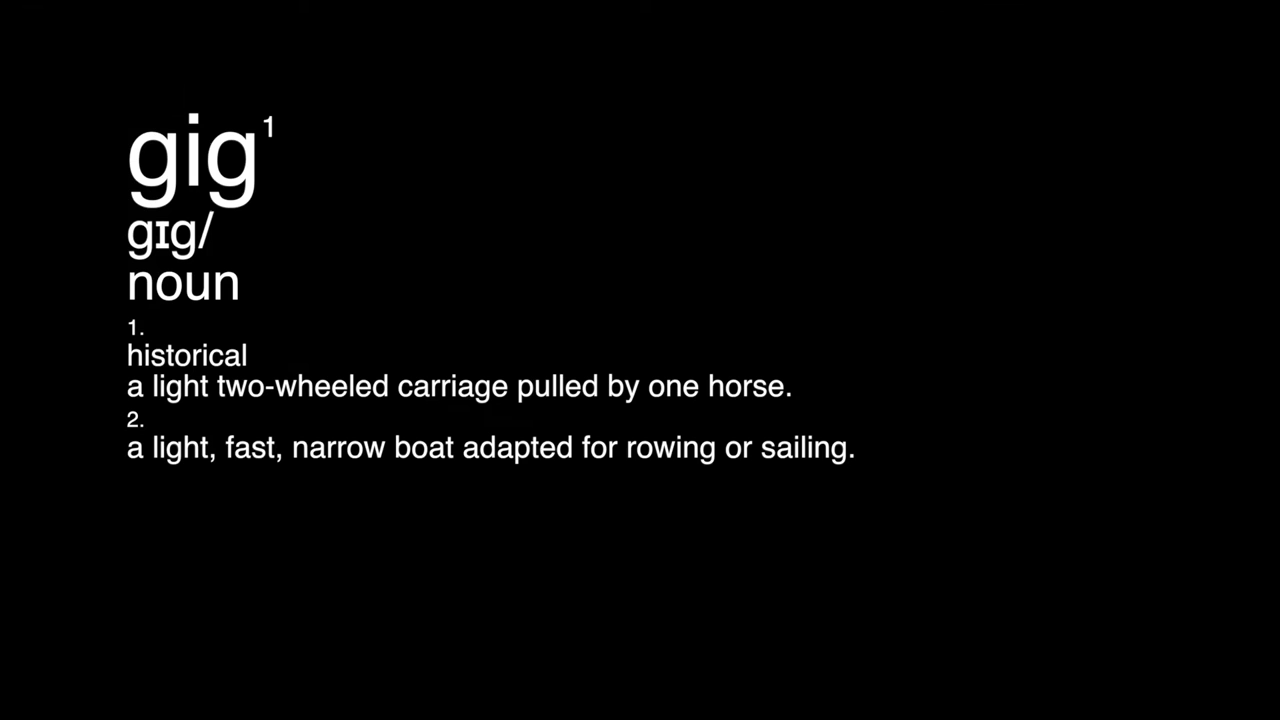 gig¹
gɪg/
noun
1.
historical
a light two-wheeled carriage pulled by one horse.
2.
a light, fast, narrow boat adapted for rowing or sailing.